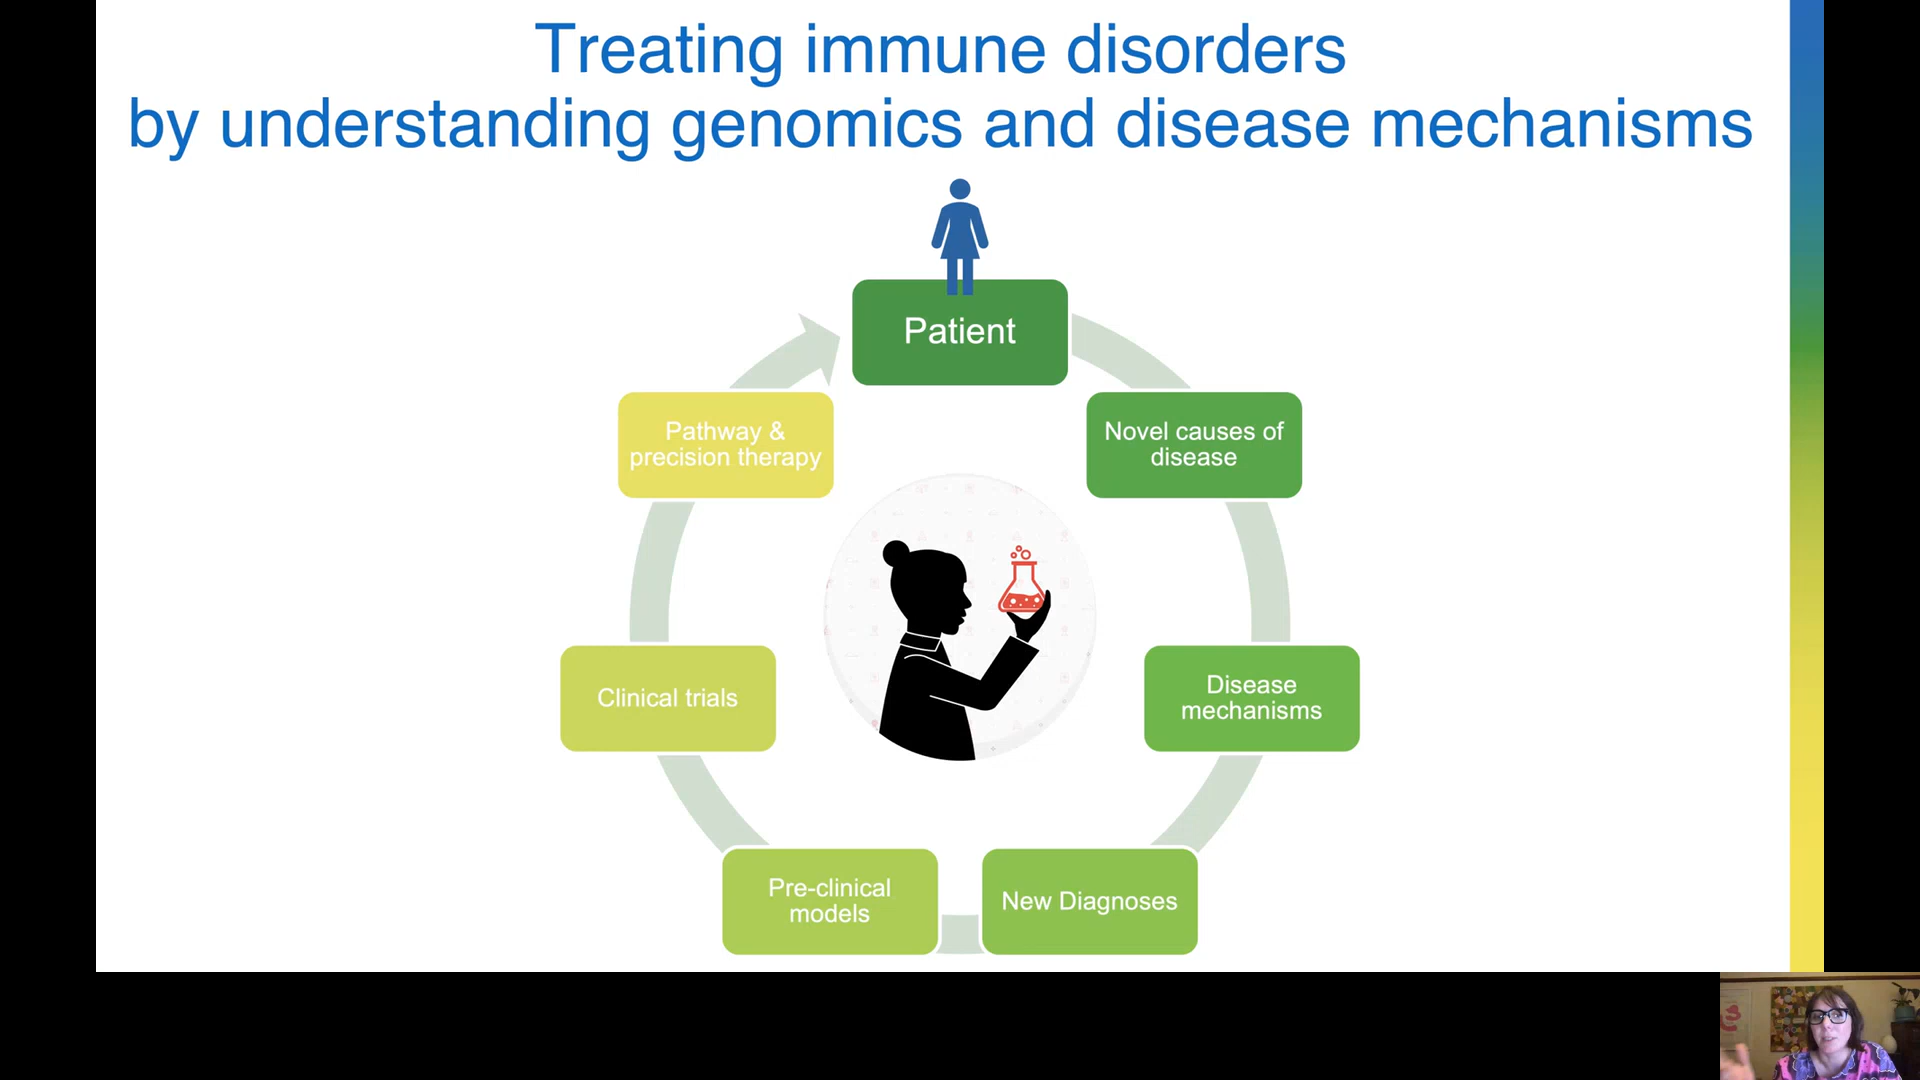 Treating immune disorders
by understanding genomics and disease mechanisms
Patient
Novel causes of
disease
Disease
mechanisms
New Diagnoses
Pre-clinical
models
Clinical trials
Pathway &
precision therapy